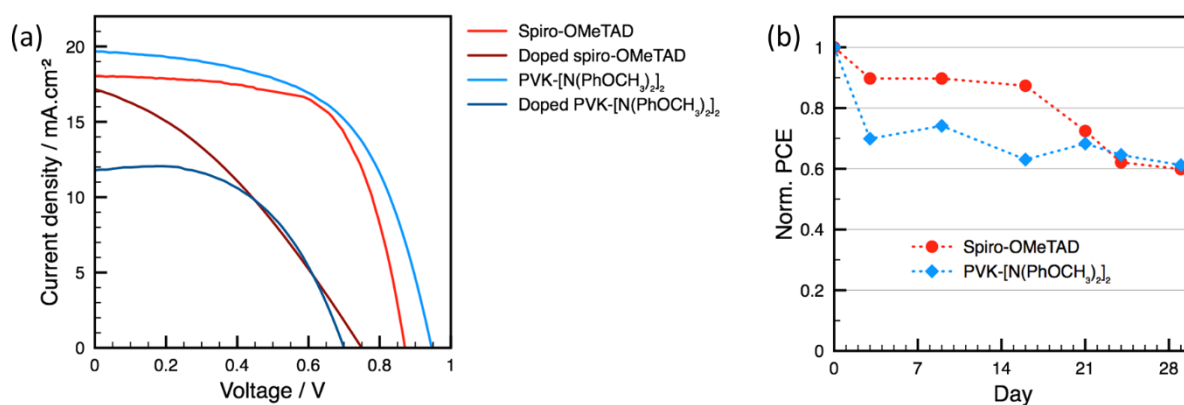 (a)
Current density / mA.cm⁻²
20
15
10
5
0
0
0.2
0.4
0.6
0.8
1
Voltage / V
Spiro-OMeTAD
Doped spiro-OMeTAD
PVK-[N(PhOCH₃)₂]₂
Doped PVK-[N(PhOCH₃)₂]₂
(b)
Norm. PCE
1
0.8
0.6
0.4
0.2
0
0
7
14
21
28
Day
Spiro-OMeTAD
PVK-[N(PhOCH₃)₂]₂